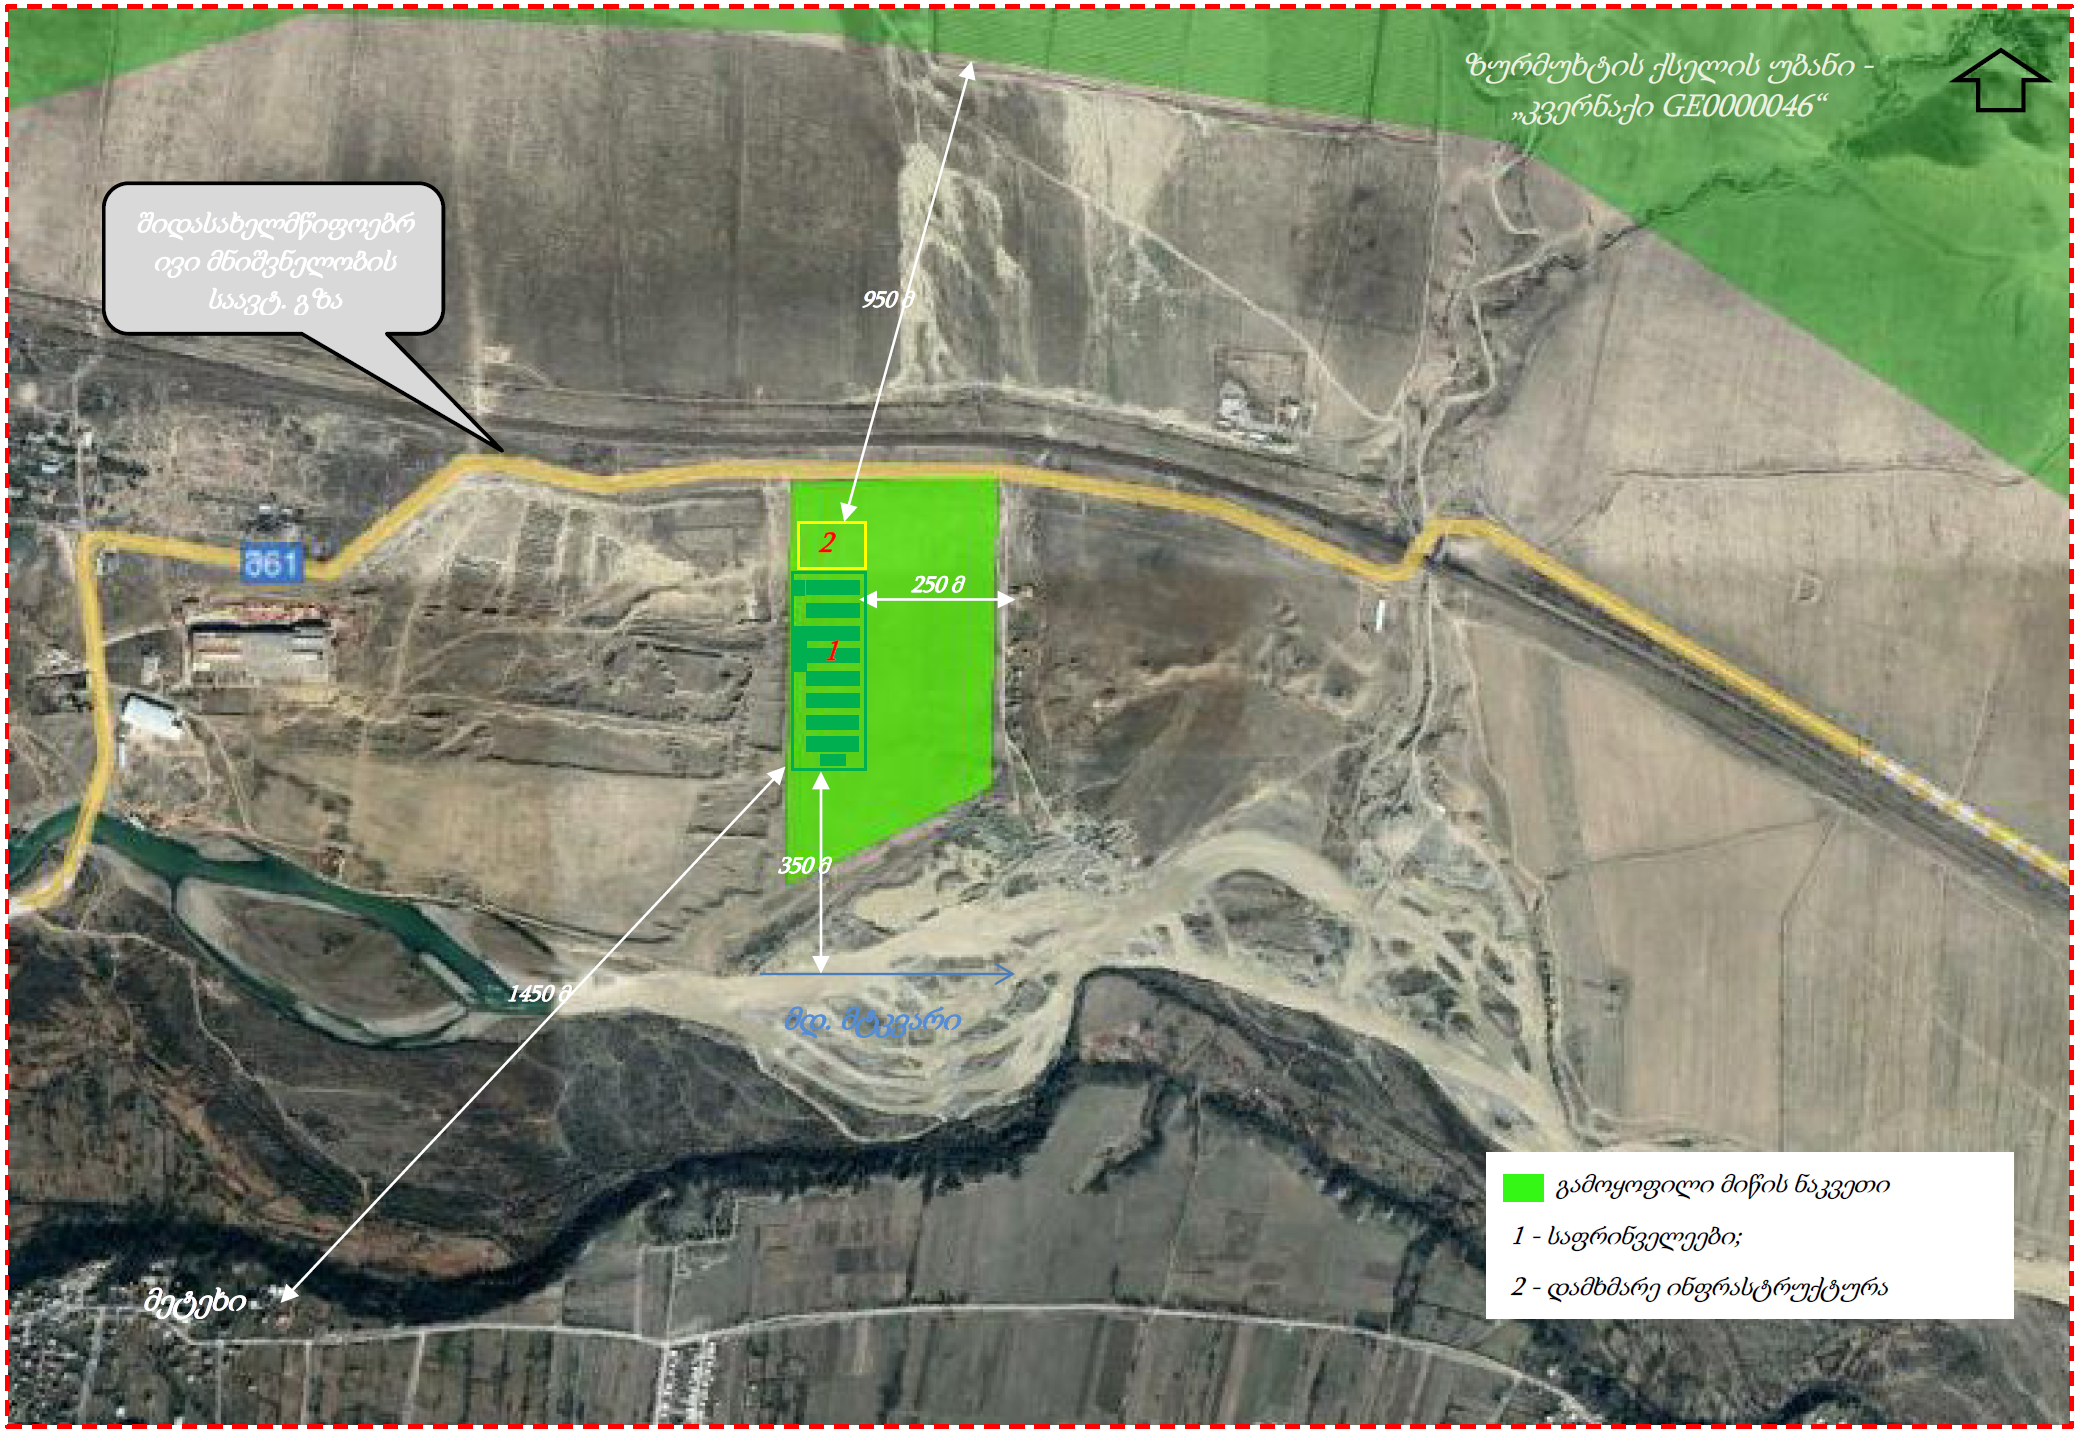 ზურმუხტის ქსელის უბანი -
„კვერნაქი GE0000046“
შიდასახელმწიფოებრ
ივი მნიშვნელობის
საავტ. გზა
950 მ
შ61
2
250 მ
1
350 მ
1450 მ
მდ. მტკვარი
მეტეხი
გამოყოფილი მიწის ნაკვეთი
1 - საფრინველეები;
2 - დამხმარე ინფრასტრუქტურა